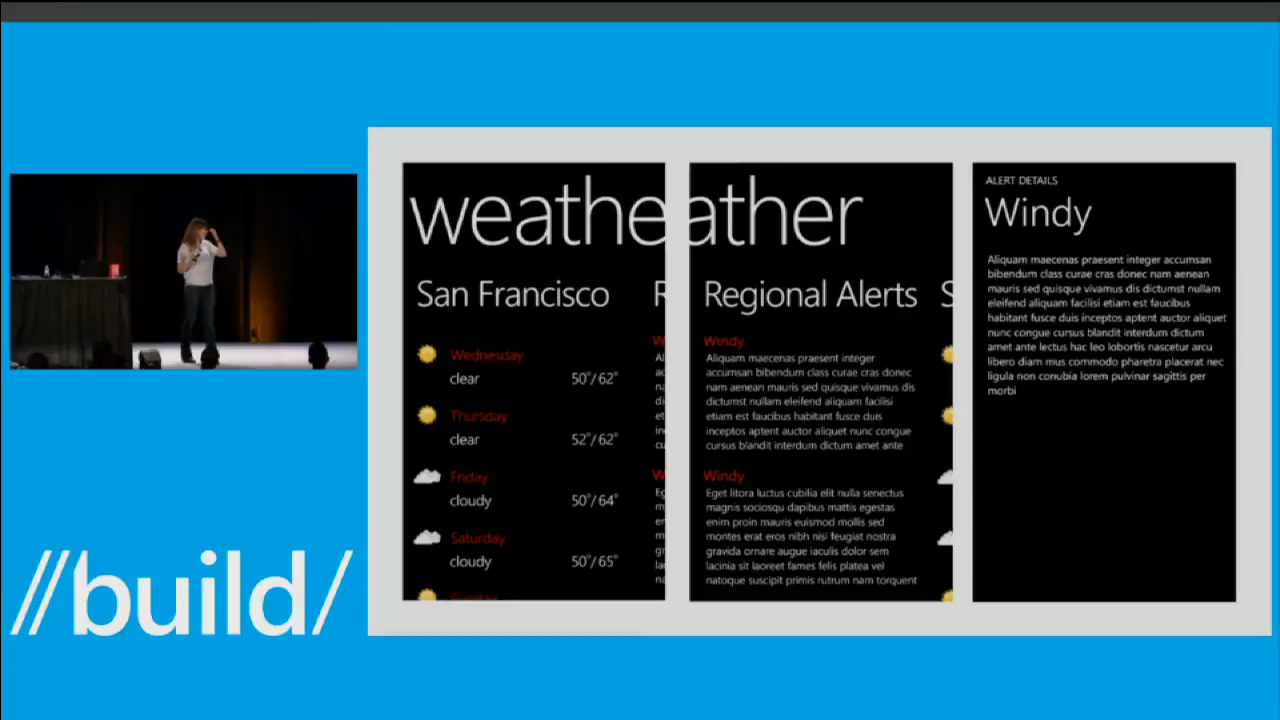 weathe
San Francisco
R
Wednesday
clear
50°/62°
Thursday
clear
52°/62°
Friday
cloudy
50°/64°
Saturday
cloudy
50°/65°
ather
Regional Alerts
S
Windy
Aliquam maecenas praesent integer
accumsan bibendum class curae cras donec
nam aenean mauris sed quisque vivamus dis
dictumst nullam eleifend aliquam facilisi
etiam est faucibus habitant fusce duis
inceptos aptent auctor aliquet nunc congue
cursus blandit interdum dictum amet ante
Windy
Eget litora luctus cubilia elit nulla senectus
magnis sociosqu dapibus mattis egestas
enim proin mauris euismod mollis sed
montes erat eros nibh nisi feugiat nostra
gravida ornare augue iaculis dolor sem
lacinia sit laoreet fames felis platea vel
natoque suscipit primis rutrum nam torquent
ALERT DETAILS
Windy
Aliquam maecenas praesent integer accumsan
bibendum class curae cras donec nam aenean
mauris sed quisque vivamus dis dictumst nullam
eleifend aliquam facilisi etiam est faucibus
habitant fusce duis inceptos aptent auctor aliquet
nunc congue cursus blandit interdum dictum
amet ante lectus hac leo lobortis nascetur arcu
libero diam mus commodo pharetra placerat nec
ligula non conubia lorem pulvinar sagittis per
morbi
//build/